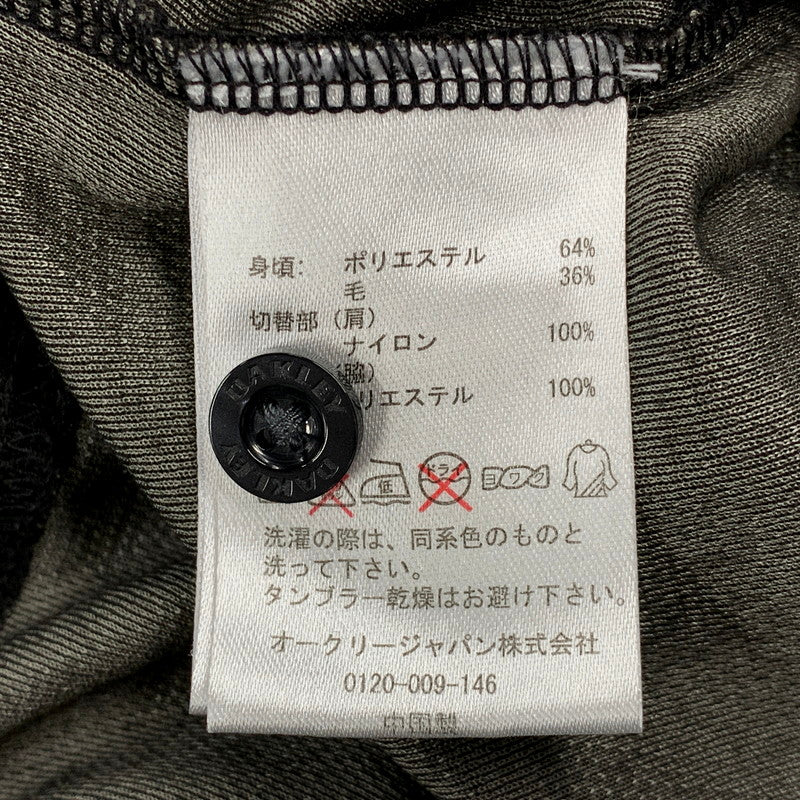 身頃: ポリエステル 64%
毛 36%
切替部 (肩)
ナイロン 100%
(脇)
リエステル 100%
OAKLEY
OAKLEY
低
ドライ
ヨワク
洗濯の際は、同系色のものと
洗って下さい。
タンブラー乾燥はお避け下さい。
オークリージャパン株式会社
0120-009-146
中国製